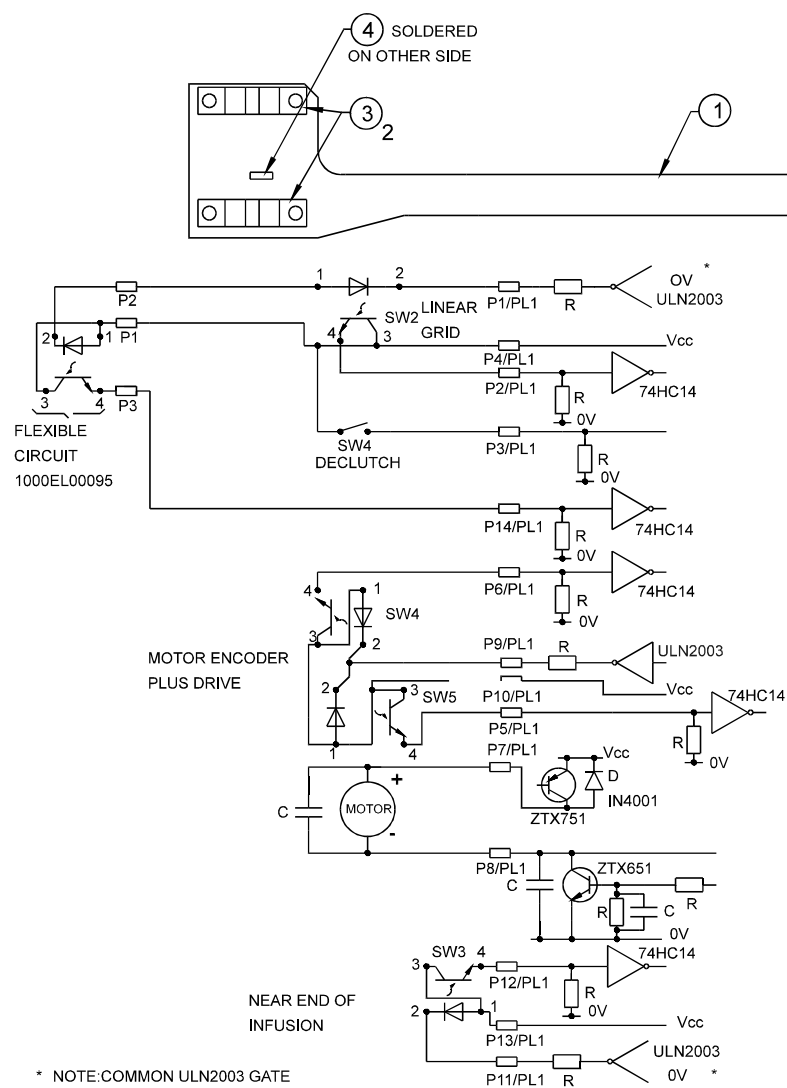 4 SOLDERED
ON OTHER SIDE
3
2
1
1 2
P2
P1/PL1
R
0V *
ULN2003
LINEAR
GRID
SW2
4 3
2 1
P1
P4/PL1
Vcc
P2/PL1
74HC14
R
0V
3 4
P3
FLEXIBLE
CIRCUIT
1000EL00095
SW4
DECLUTCH
P3/PL1
R
0V
P14/PL1
74HC14
R
0V
P6/PL1
74HC14
R
0V
4 1
SW4
3 2
MOTOR ENCODER
PLUS DRIVE
P9/PL1
R
ULN2003
2
3
SW5
P10/PL1
Vcc
74HC14
P5/PL1
R
0V
1 4
P7/PL1
Vcc
D
IN4001
ZTX751
C
MOTOR
+
-
P8/PL1
C
ZTX651
R
R
C
0V
SW3
3 4
P12/PL1
74HC14
R
0V
NEAR END OF
INFUSION
2 1
P13/PL1
Vcc
P11/PL1
R
ULN2003
0V *
* NOTE:COMMON ULN2003 GATE